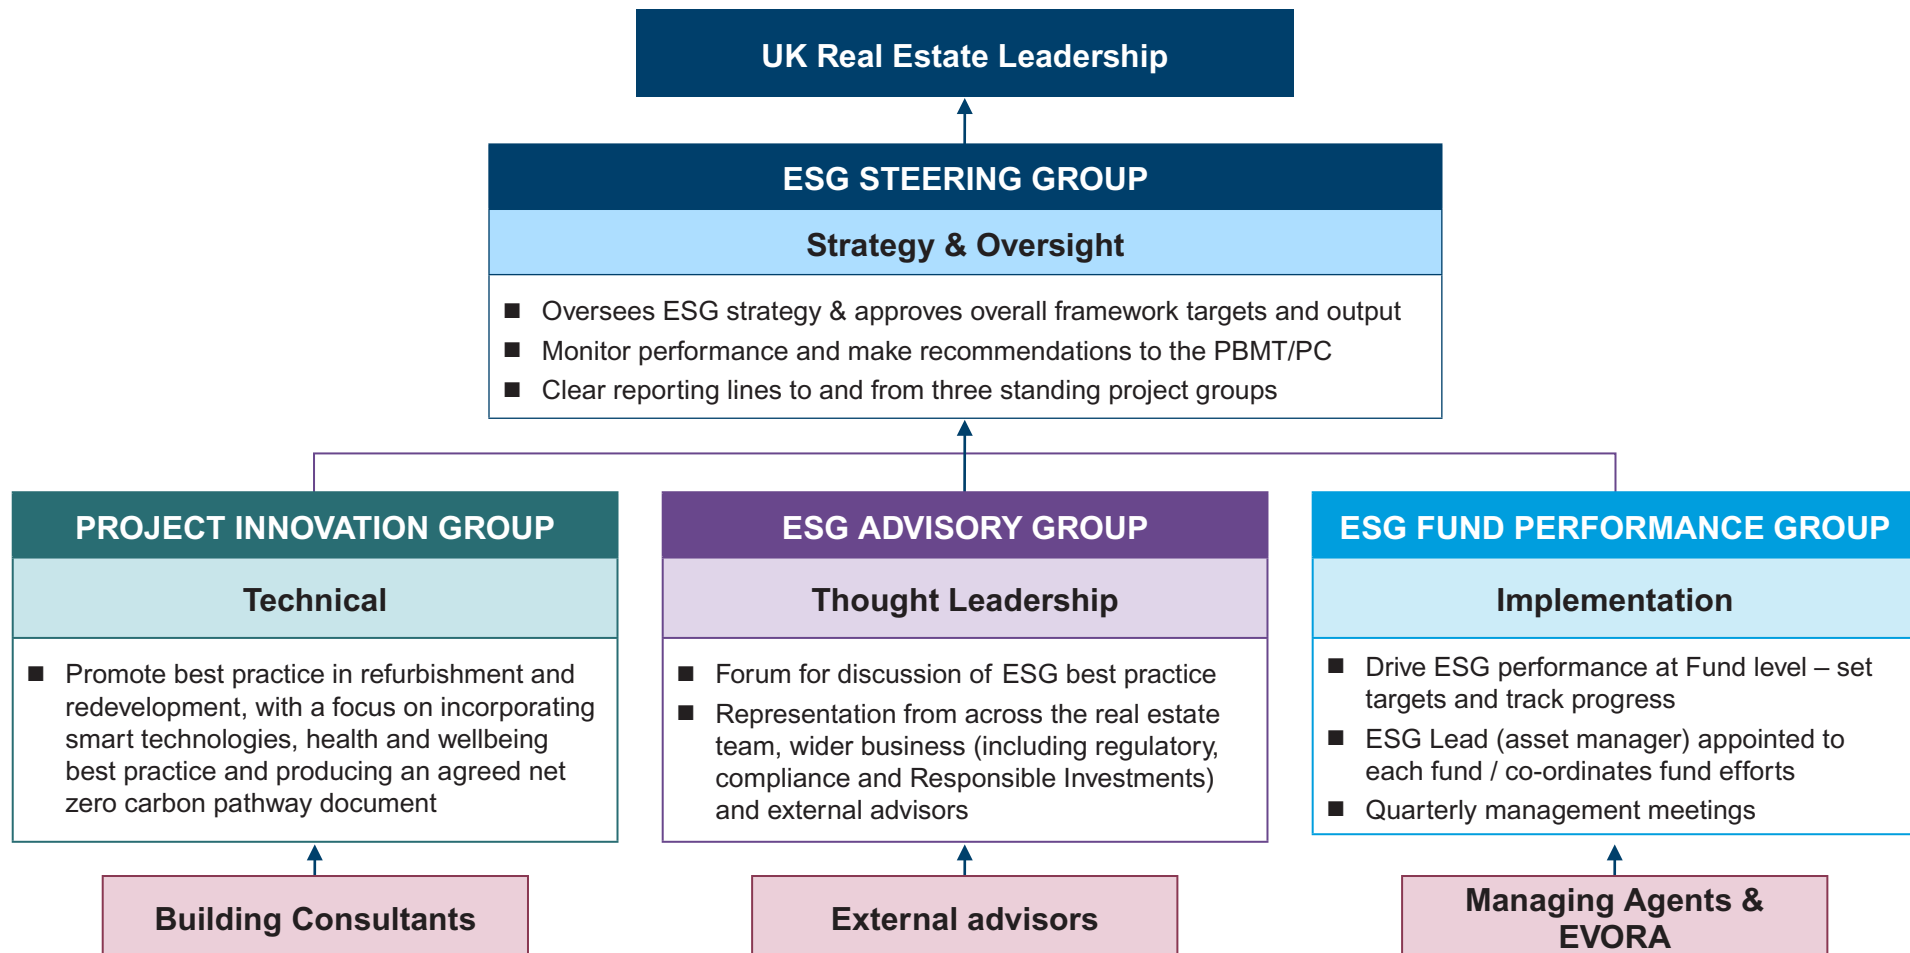 UK Real Estate Leadership
ESG STEERING GROUP
Strategy & Oversight
■ Oversees ESG strategy & approves overall framework targets and output
■ Monitor performance and make recommendations to the PBMT/PC
■ Clear reporting lines to and from three standing project groups
PROJECT INNOVATION GROUP
Technical
■ Promote best practice in refurbishment and
redevelopment, with a focus on incorporating
smart technologies, health and wellbeing
best practice and producing an agreed net
zero carbon pathway document
Building Consultants
ESG ADVISORY GROUP
Thought Leadership
■ Forum for discussion of ESG best practice
■ Representation from across the real estate
team, wider business (including regulatory,
compliance and Responsible Investments)
and external advisors
External advisors
ESG FUND PERFORMANCE GROUP
Implementation
■ Drive ESG performance at Fund level – set
targets and track progress
■ ESG Lead (asset manager) appointed to
each fund / co-ordinates fund efforts
■ Quarterly management meetings
Managing Agents &
EVORA